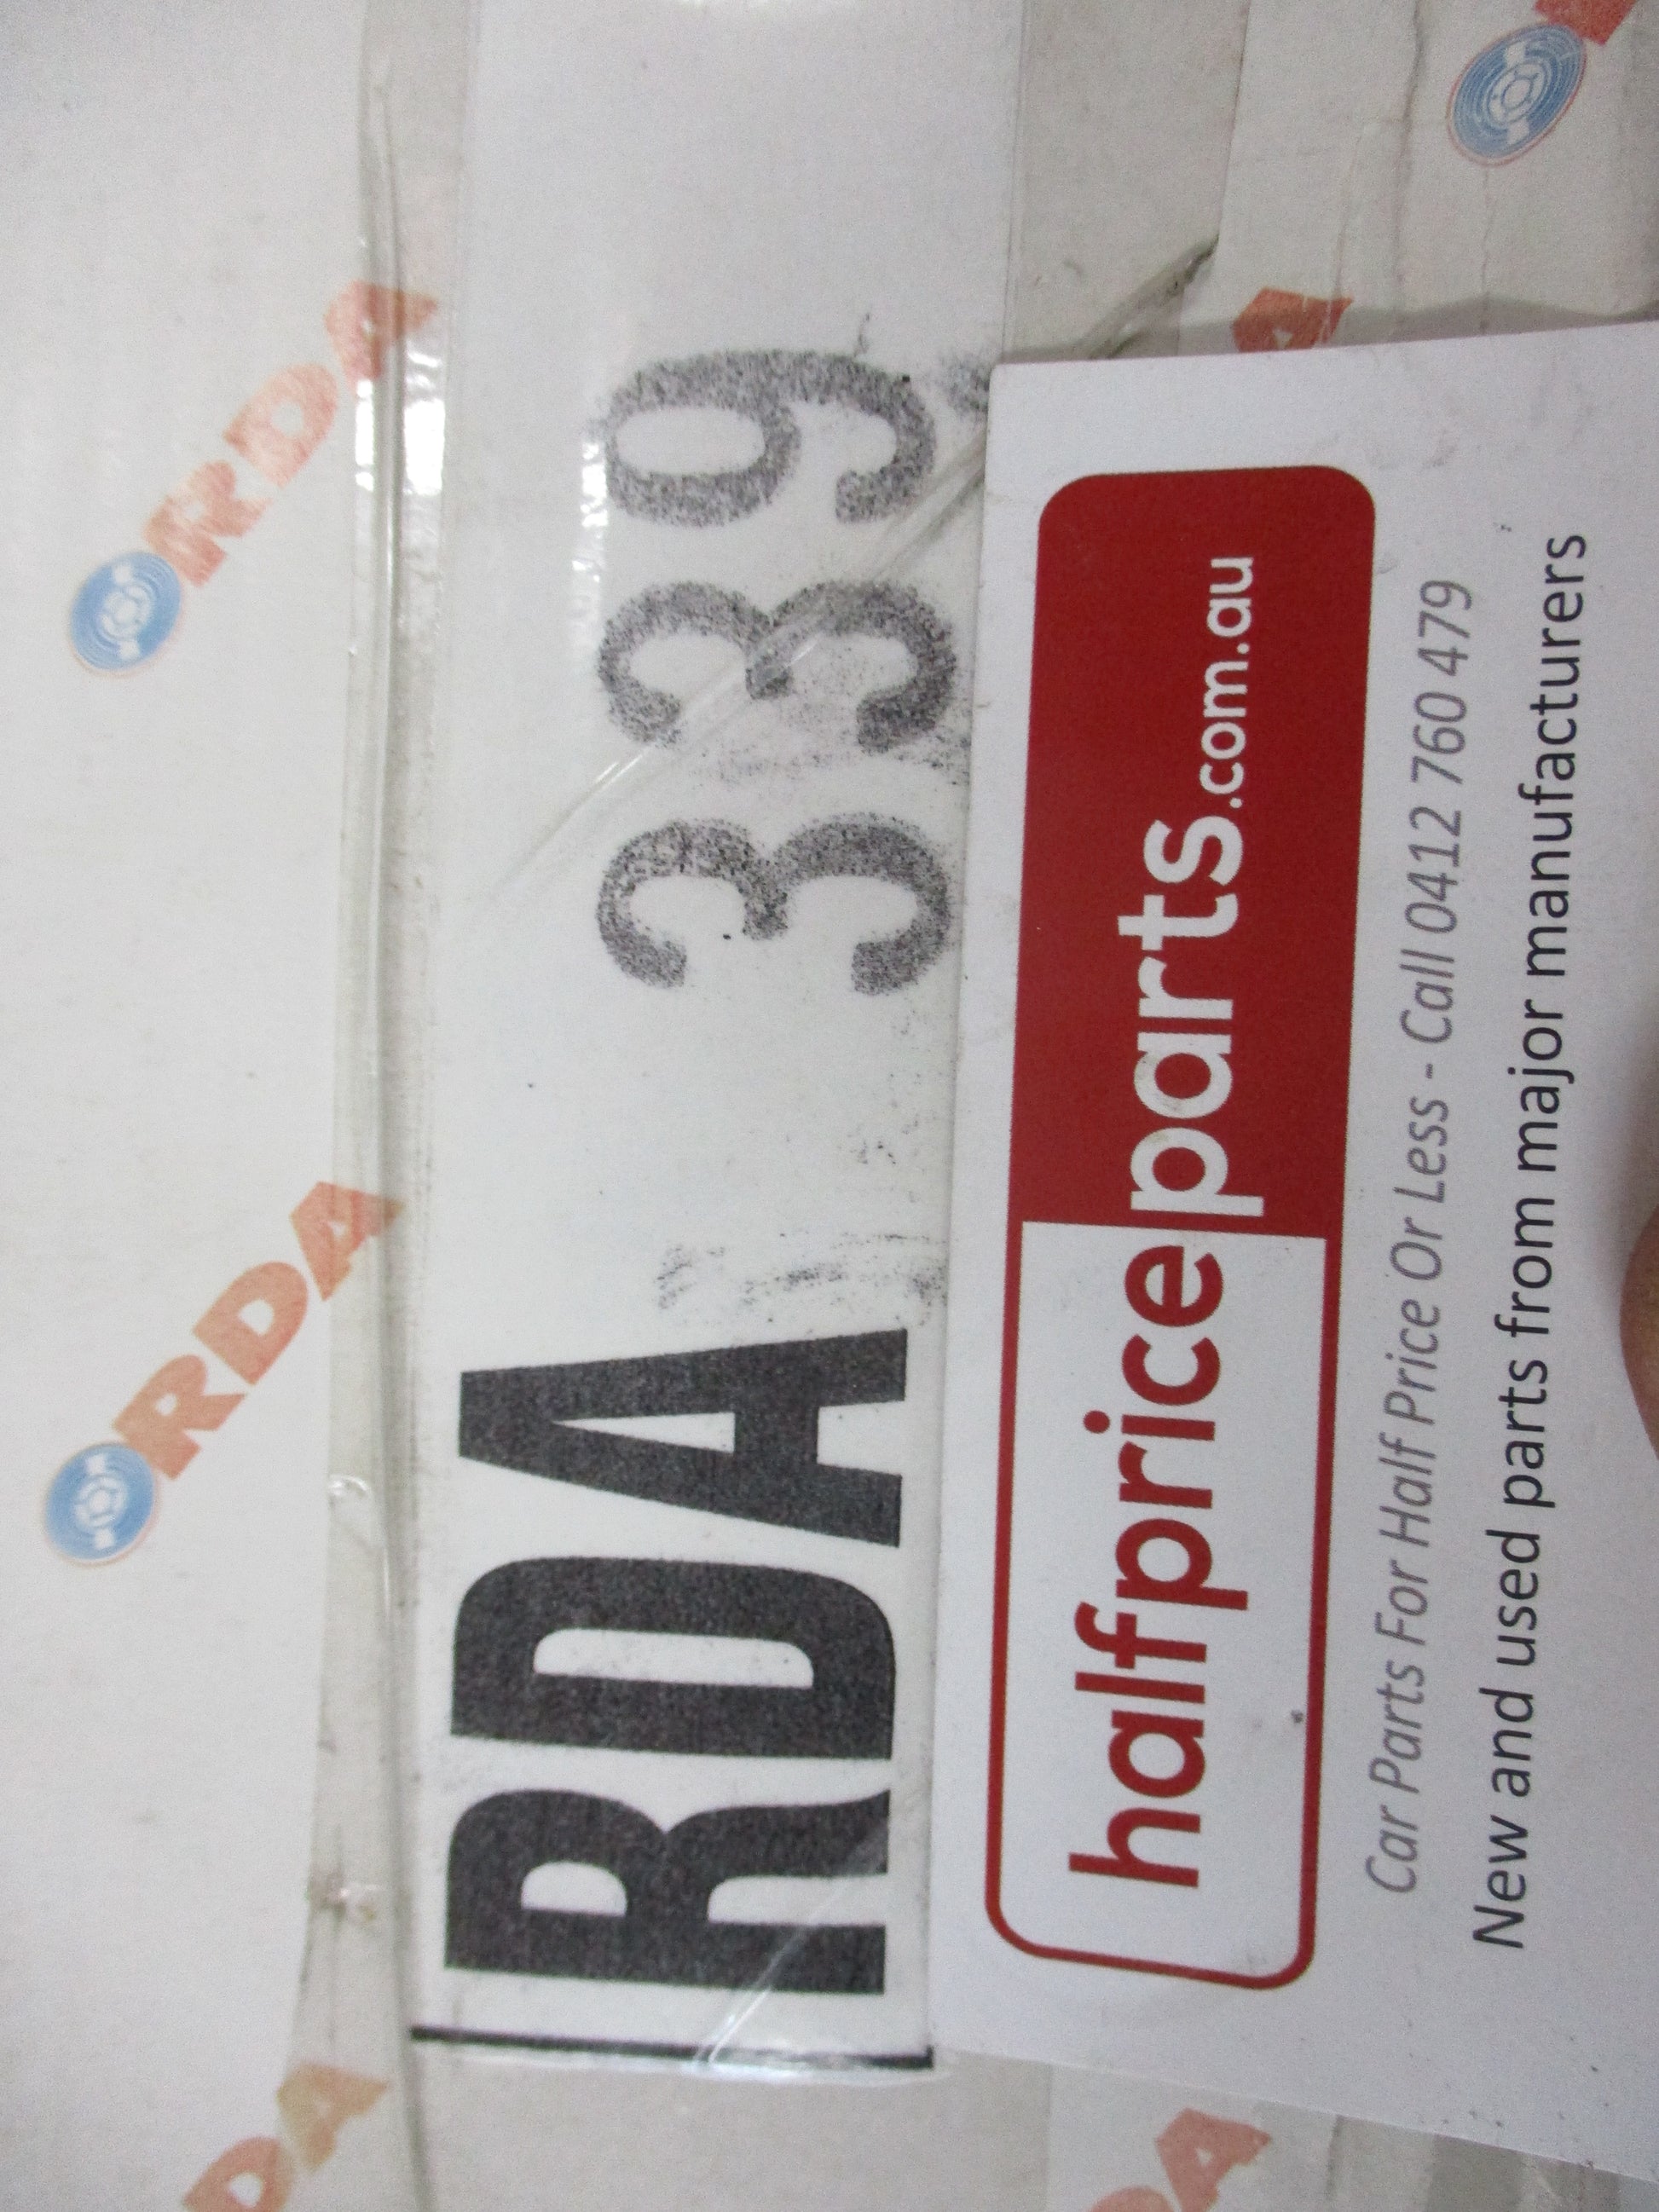 RDA 339
halfpriceparts.com.au
Car Parts For Half Price Or Less - Call 0412 760 479
New and used parts from major manufacturers
RDA
RDA
RDA
DA
A